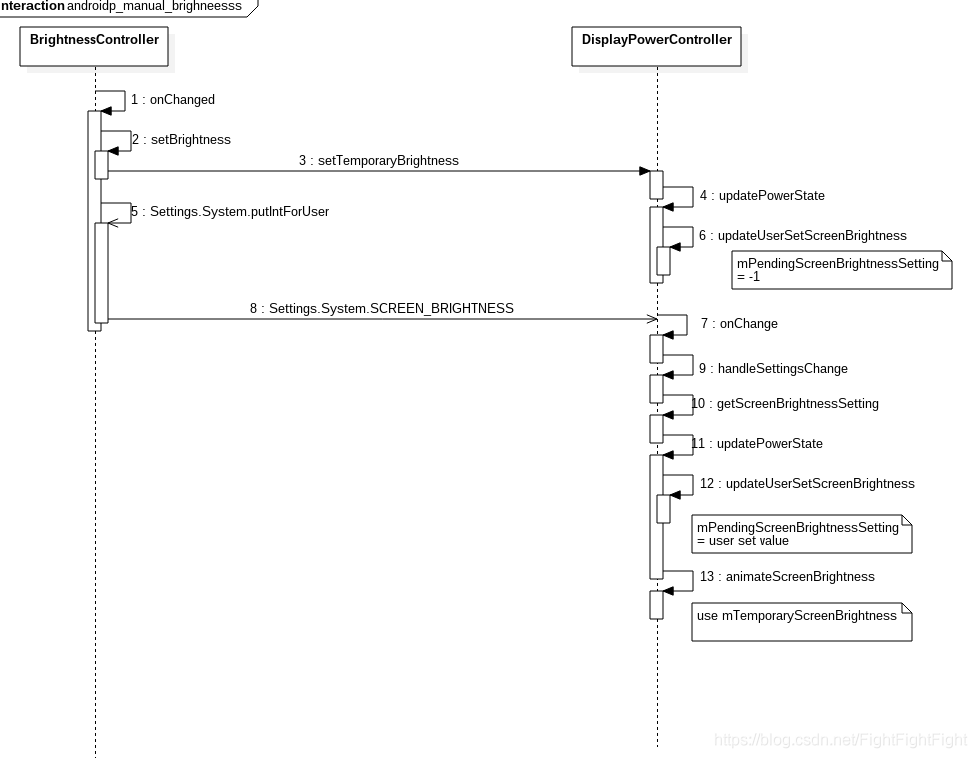 nteraction androidp_manual_brighneesss
BrightnessController
DisplayPowerController
1 : onChanged
2 : setBrightness
3 : setTemporaryBrightness
4 : updatePowerState
5 : Settings.System.putIntForUser
6 : updateUserSetScreenBrightness
mPendingScreenBrightnessSetting
= -1
8 : Settings.System.SCREEN_BRIGHTNESS
7 : onChange
9 : handleSettingsChange
10 : getScreenBrightnessSetting
11 : updatePowerState
12 : updateUserSetScreenBrightness
mPendingScreenBrightnessSetting
= user set value
13 : animateScreenBrightness
use mTemporaryScreenBrightness
https://blog.csdn.net/FightFightFight